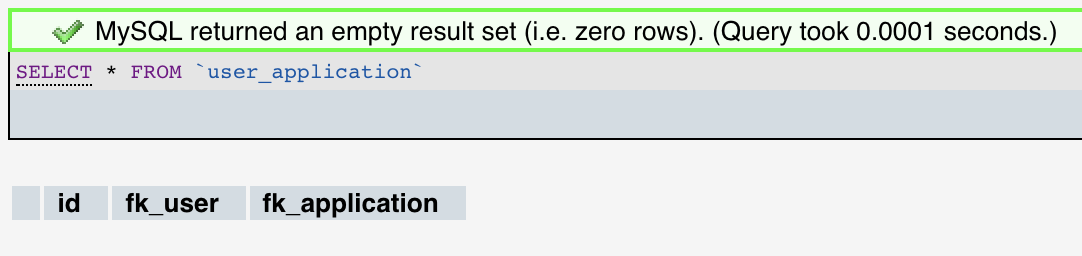 MySQL returned an empty result set (i.e. zero rows). (Query took 0.0001 seconds.)
SELECT * FROM `user_application`
id fk_user fk_application